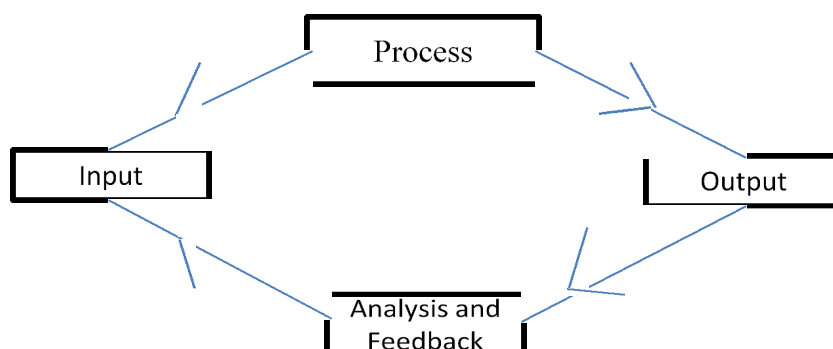 Process
Input
Output
Analysis and
Feedback